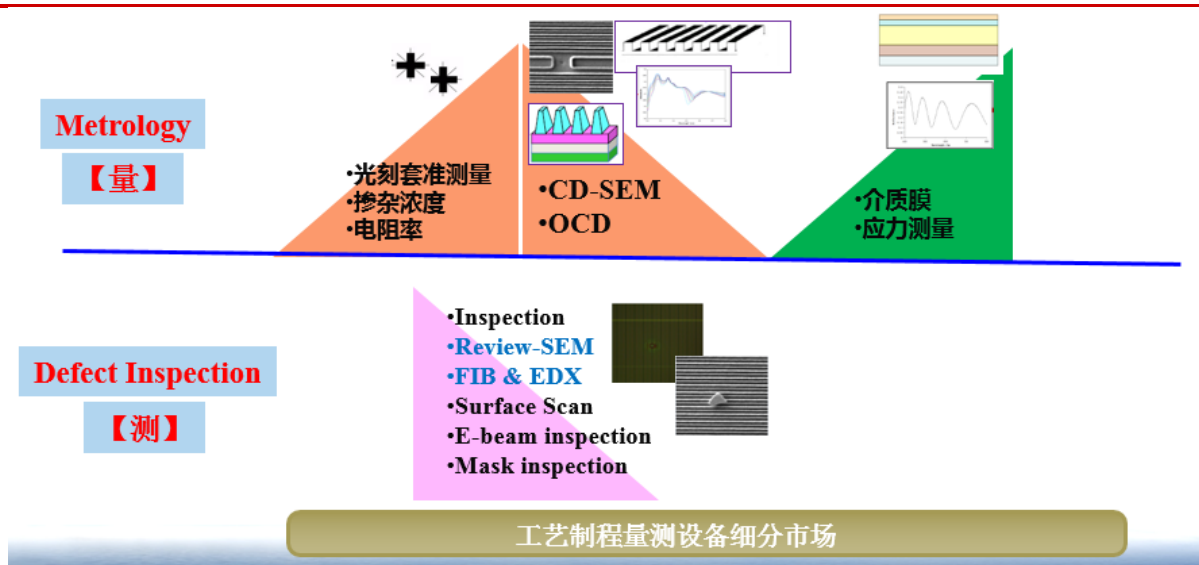 Metrology
【量】
•光刻套准测量
•掺杂浓度
•电阻率
•CD-SEM
•OCD
•介质膜
•应力测量
Defect Inspection
【测】
•Inspection
•Review-SEM
•FIB & EDX
•Surface Scan
•E-beam inspection
•Mask inspection
工艺制程量测设备细分市场